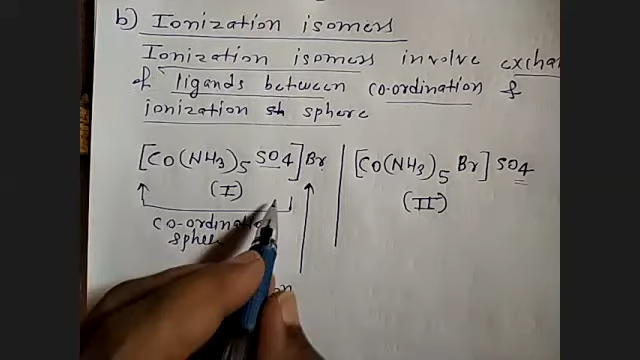 b) Ionization isomers
Ionization isomers involve exchan
of ligands between co-ordination &
ionization sh sphere
[CO(NH3)5 SO4] Br [CO(NH3)5 Br] SO4
(I) (II)
co-ordination
sphere